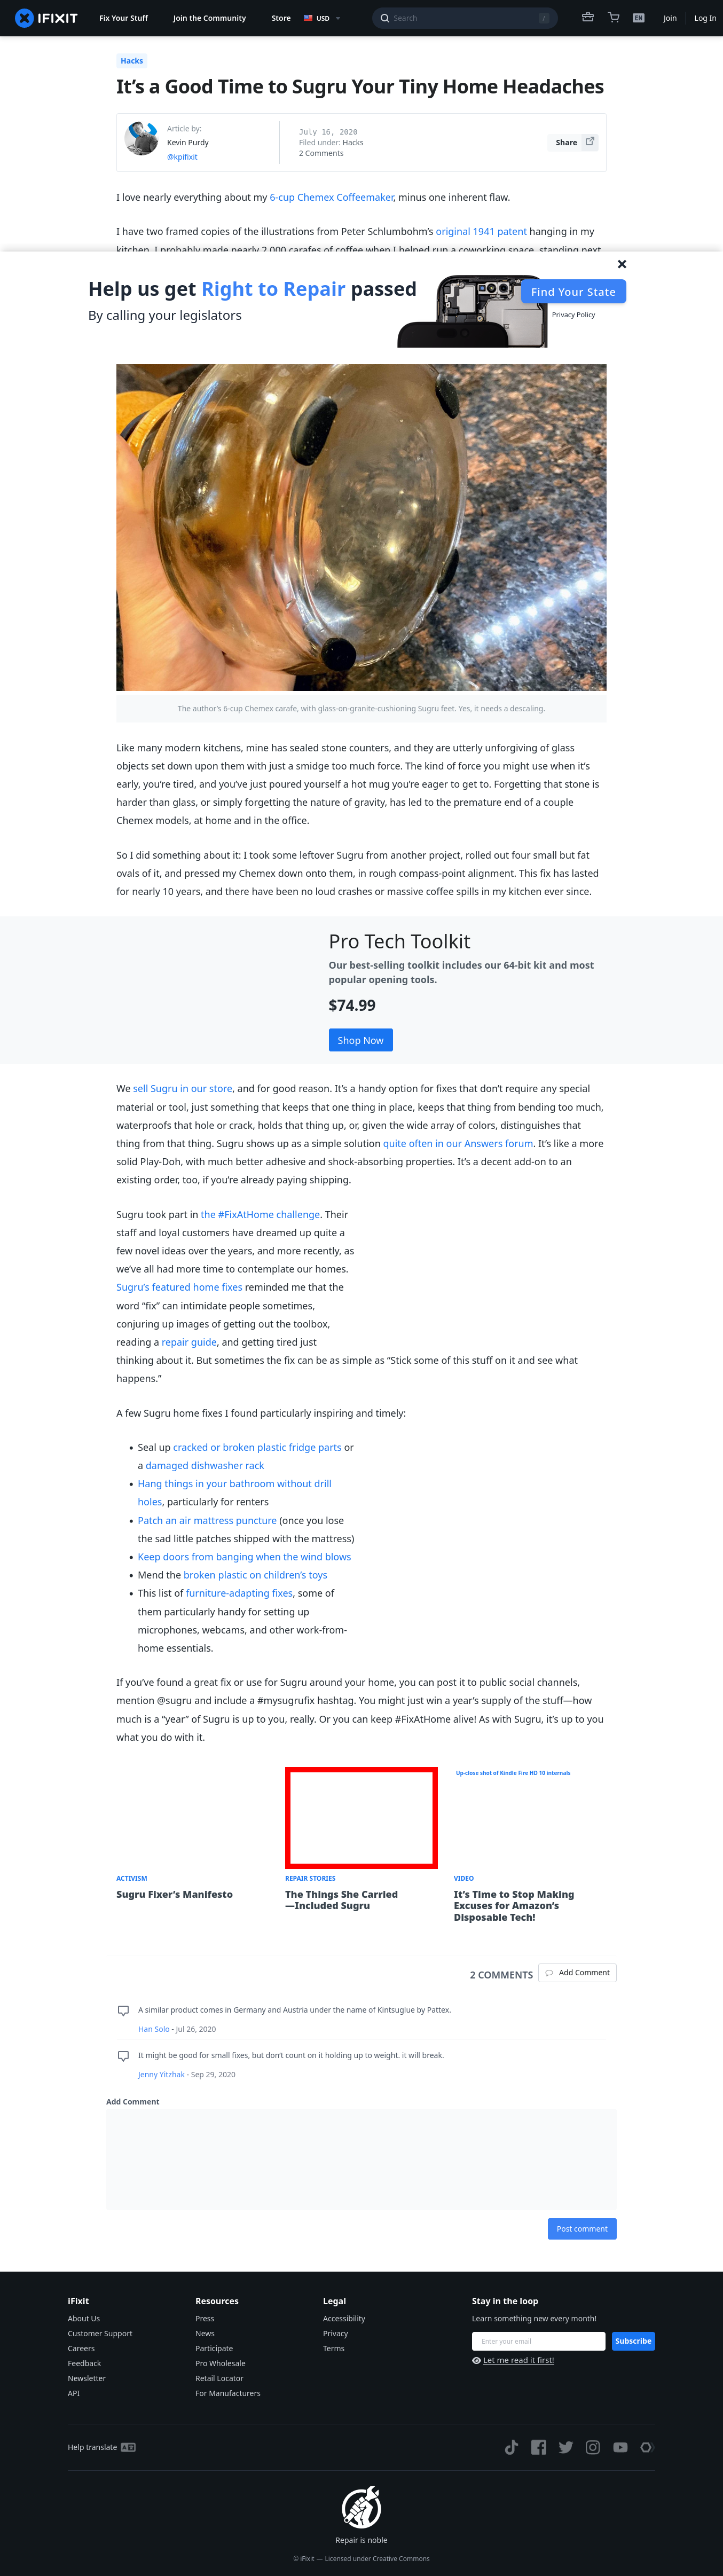 IFIXIT
Fix Your Stuff
Join the Community
Store
USD
Search
/
EN
Join
Log In
Hacks
It’s a Good Time to Sugru Your Tiny Home Headaches
Article by:
Kevin Purdy
@kpifixit
July 16, 2020
Filed under: Hacks
2 Comments
Share
I love nearly everything about my 6-cup Chemex Coffeemaker, minus one inherent flaw.
I have two framed copies of the illustrations from Peter Schlumbohm’s original 1941 patent hanging in my
kitchen. I probably made nearly 2,000 carafes of coffee when I helped run a coworking space, standing next
Help us get Right to Repair passed
By calling your legislators
Find Your State
Privacy Policy
The author’s 6-cup Chemex carafe, with glass-on-granite-cushioning Sugru feet. Yes, it needs a descaling.
Like many modern kitchens, mine has sealed stone counters, and they are utterly unforgiving of glass
objects set down upon them with just a smidge too much force. The kind of force you might use when it’s
early, you’re tired, and you’ve just poured yourself a hot mug you’re eager to get to. Forgetting that stone is
harder than glass, or simply forgetting the nature of gravity, has led to the premature end of a couple
Chemex models, at home and in the office.
So I did something about it: I took some leftover Sugru from another project, rolled out four small but fat
ovals of it, and pressed my Chemex down onto them, in rough compass-point alignment. This fix has lasted
for nearly 10 years, and there have been no loud crashes or massive coffee spills in my kitchen ever since.
Pro Tech Toolkit
Our best-selling toolkit includes our 64-bit kit and most
popular opening tools.
$74.99
Shop Now
We sell Sugru in our store, and for good reason. It’s a handy option for fixes that don’t require any special
material or tool, just something that keeps that one thing in place, keeps that thing from bending too much,
waterproofs that hole or crack, holds that thing up, or, given the wide array of colors, distinguishes that
thing from that thing. Sugru shows up as a simple solution quite often in our Answers forum. It’s like a more
solid Play-Doh, with much better adhesive and shock-absorbing properties. It’s a decent add-on to an
existing order, too, if you’re already paying shipping.
Sugru took part in the #FixAtHome challenge. Their
staff and loyal customers have dreamed up quite a
few novel ideas over the years, and more recently, as
we’ve all had more time to contemplate our homes.
Sugru’s featured home fixes reminded me that the
word “fix” can intimidate people sometimes,
conjuring up images of getting out the toolbox,
reading a repair guide, and getting tired just
thinking about it. But sometimes the fix can be as simple as “Stick some of this stuff on it and see what
happens.”
A few Sugru home fixes I found particularly inspiring and timely:
• Seal up cracked or broken plastic fridge parts or
a damaged dishwasher rack
• Hang things in your bathroom without drill
holes, particularly for renters
• Patch an air mattress puncture (once you lose
the sad little patches shipped with the mattress)
• Keep doors from banging when the wind blows
• Mend the broken plastic on children’s toys
• This list of furniture-adapting fixes, some of
them particularly handy for setting up
microphones, webcams, and other work-from-
home essentials.
If you’ve found a great fix or use for Sugru around your home, you can post it to public social channels,
mention @sugru and include a #mysugrufix hashtag. You might just win a year’s supply of the stuff—how
much is a “year” of Sugru is up to you, really. Or you can keep #FixAtHome alive! As with Sugru, it’s up to you
what you do with it.
Up-close shot of Kindle Fire HD 10 internals
ACTIVISM
Sugru Fixer’s Manifesto
REPAIR STORIES
The Things She Carried
—Included Sugru
VIDEO
It’s Time to Stop Making
Excuses for Amazon’s
Disposable Tech!
2 COMMENTS
Add Comment
A similar product comes in Germany and Austria under the name of Kintsuglue by Pattex.
Han Solo - Jul 26, 2020
It might be good for small fixes, but don’t count on it holding up to weight. it will break.
Jenny Yitzhak - Sep 29, 2020
Add Comment
Post comment
iFixit
About Us
Customer Support
Careers
Feedback
Newsletter
API
Resources
Press
News
Participate
Pro Wholesale
Retail Locator
For Manufacturers
Legal
Accessibility
Privacy
Terms
Stay in the loop
Learn something new every month!
Enter your email
Subscribe
Let me read it first!
Help translate
Repair is noble
© iFixit — Licensed under Creative Commons